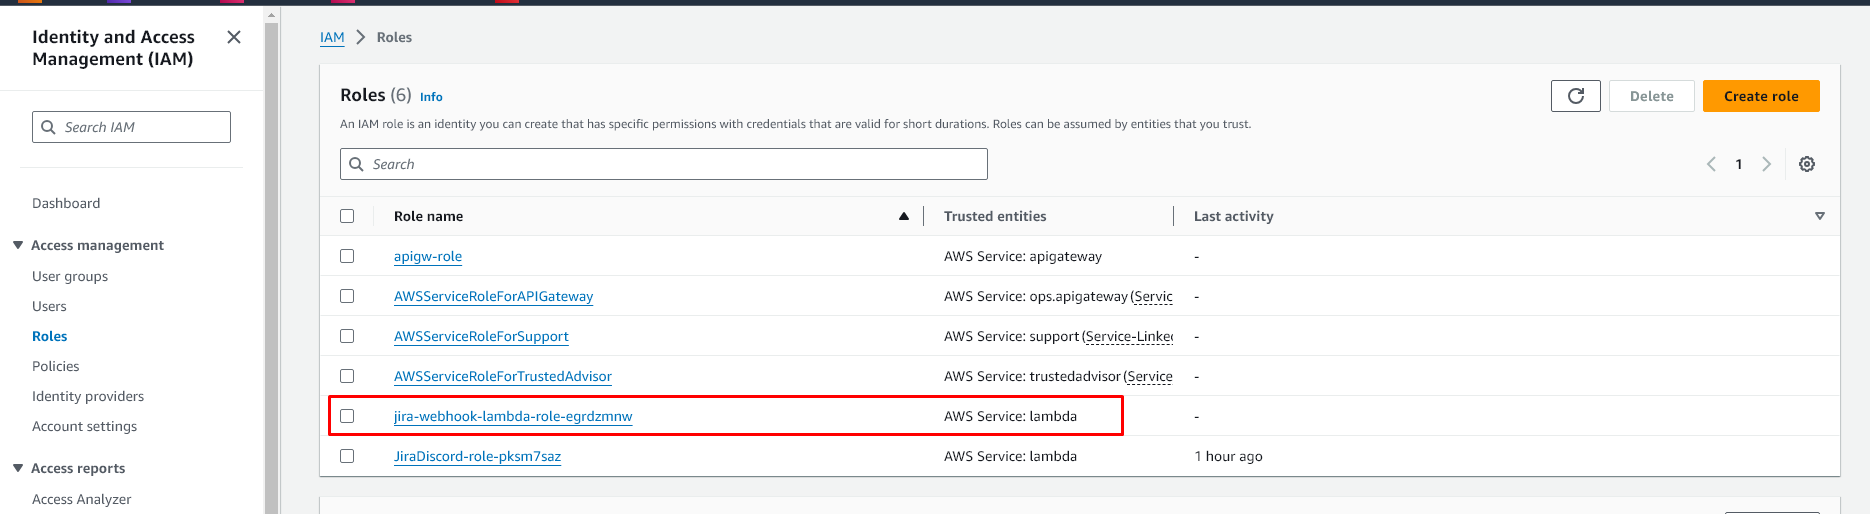 Identity and Access
Management (IAM)
Search IAM
Dashboard
Access management
User groups
Users
Roles
Policies
Identity providers
Account settings
Access reports
Access Analyzer
IAM > Roles
Roles (6) Info
Delete
Create role
An IAM role is an identity you can create that has specific permissions with credentials that are valid for short durations. Roles can be assumed by entities that you trust.
Search
1
Role name Trusted entities Last activity
apigw-role AWS Service: apigateway -
AWSServiceRoleForAPIGateway AWS Service: ops.apigateway (Servic -
AWSServiceRoleForSupport AWS Service: support (Service-Linked -
AWSServiceRoleForTrustedAdvisor AWS Service: trustedadvisor (Service -
jira-webhook-lambda-role-egrdzmnw AWS Service: lambda -
JiraDiscord-role-pksm7saz AWS Service: lambda 1 hour ago